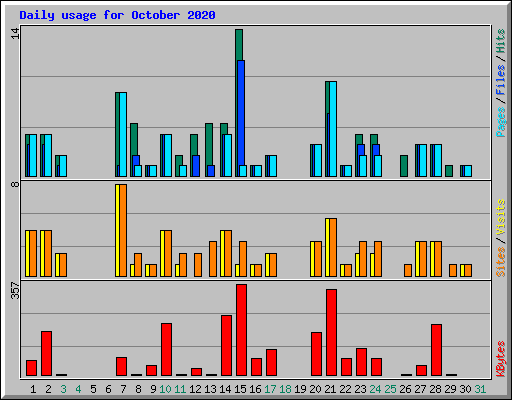 Daily usage for October 2020
14
8
357
Pages / Files / Hits
Sites / Visits
KBytes
1 2 3 4 5 6 7 8 9 10 11 12 13 14 15 16 17 18 19 20 21 22 23 24 25 26 27 28 29 30 31